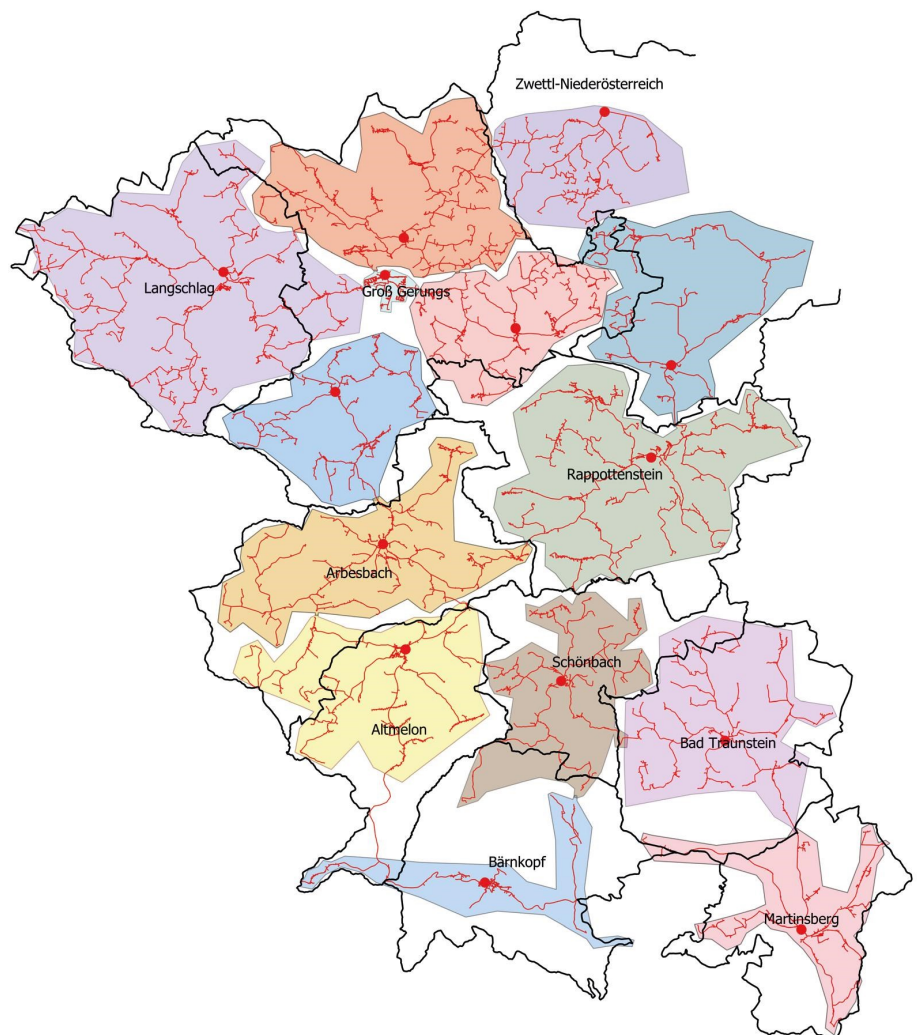 Zwettl-Niederösterreich
Langschlag
Groß Gerungs
Rappottenstein
Arbesbach
Schönbach
Altmelon
Bad Traunstein
Bärnkopf
Martinsberg